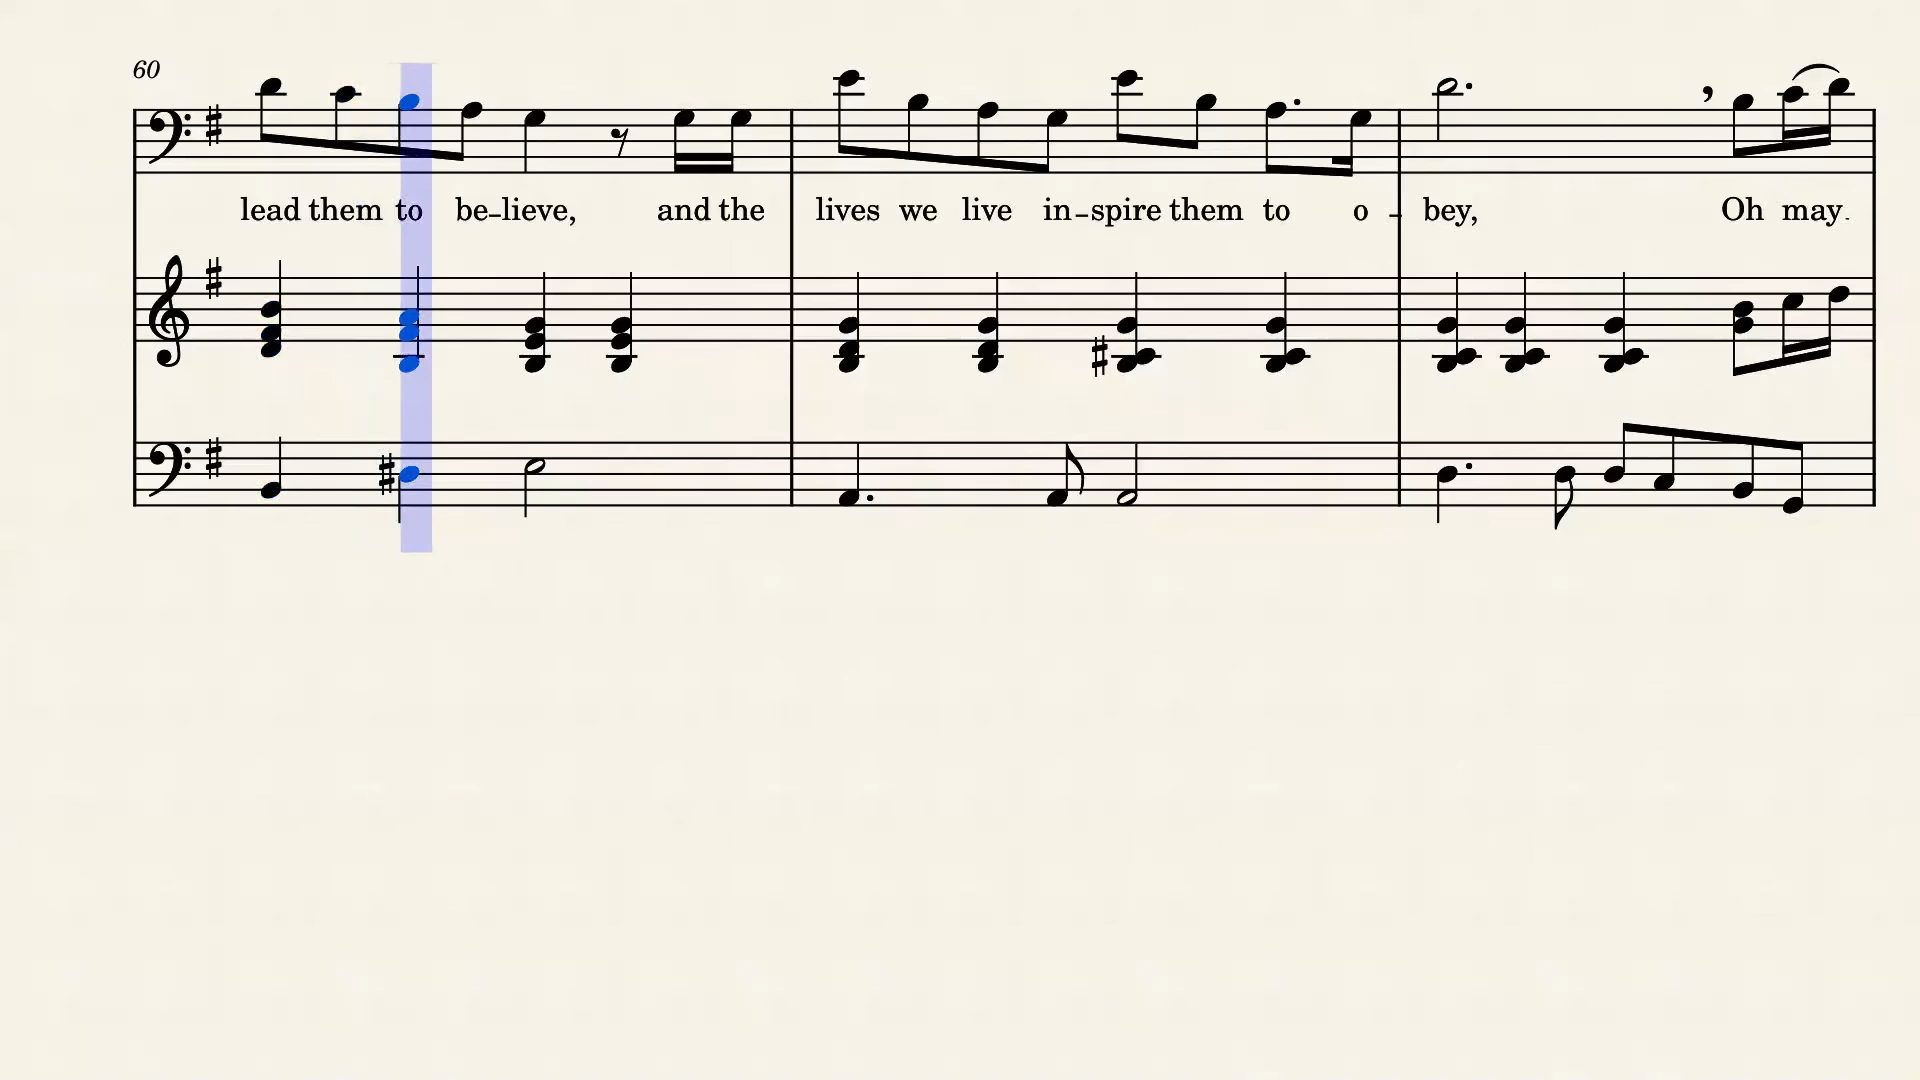 60
lead them to be-lieve, and the lives we live in-spire them to o - bey, Oh may